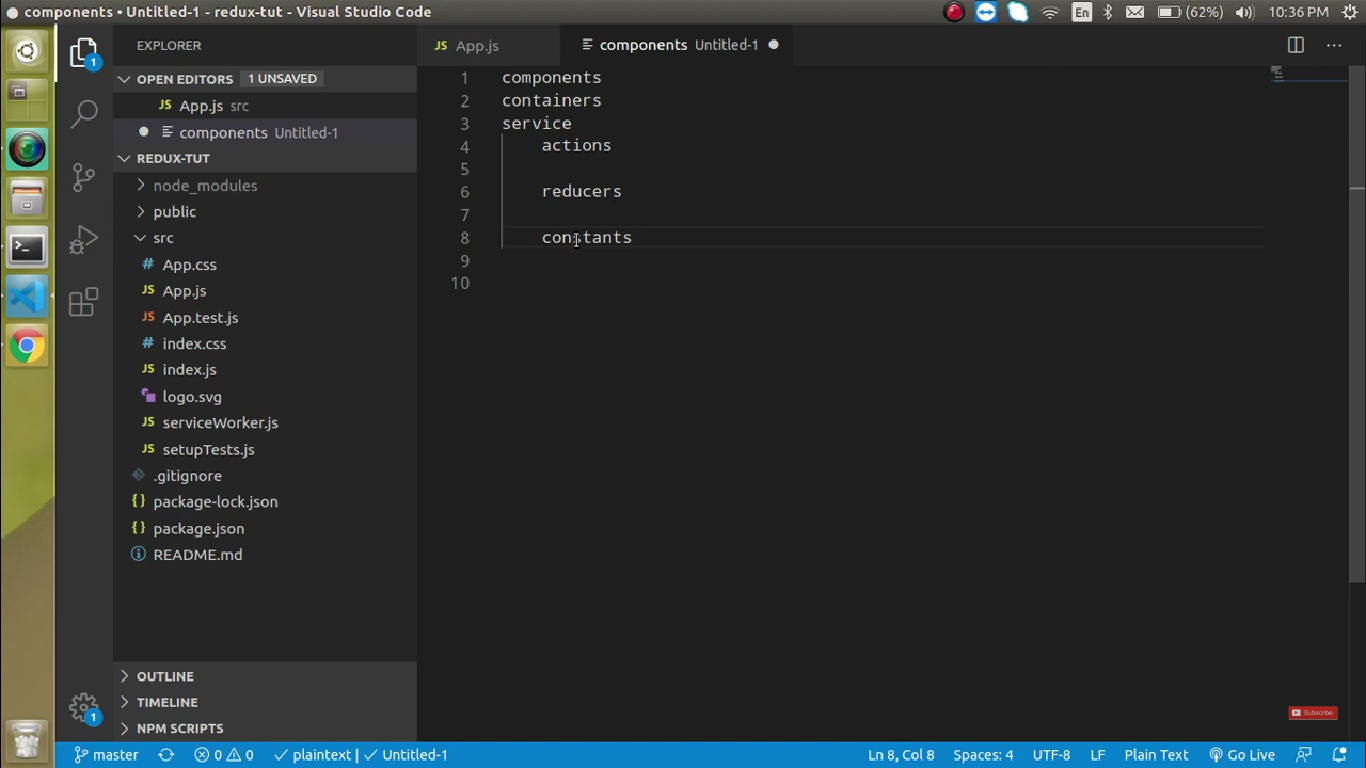 components • Untitled-1 - redux-tut - Visual Studio Code
En
(62%)
10:36 PM
1
EXPLORER
OPEN EDITORS
1 UNSAVED
JS App.js src
components Untitled-1
REDUX-TUT
node_modules
public
src
# App.css
JS App.js
JS App.test.js
# index.css
JS index.js
logo.svg
JS serviceWorker.js
JS setupTests.js
.gitignore
{} package-lock.json
{} package.json
README.md
OUTLINE
TIMELINE
NPM SCRIPTS
1
JS App.js
components Untitled-1
1 components
2 containers
3 service
4 actions
5
6 reducers
7
8 constants
9
10
Subscribe
master
0
0
plaintext |
Untitled-1
Ln 8, Col 8
Spaces: 4
UTF-8
LF
Plain Text
Go Live